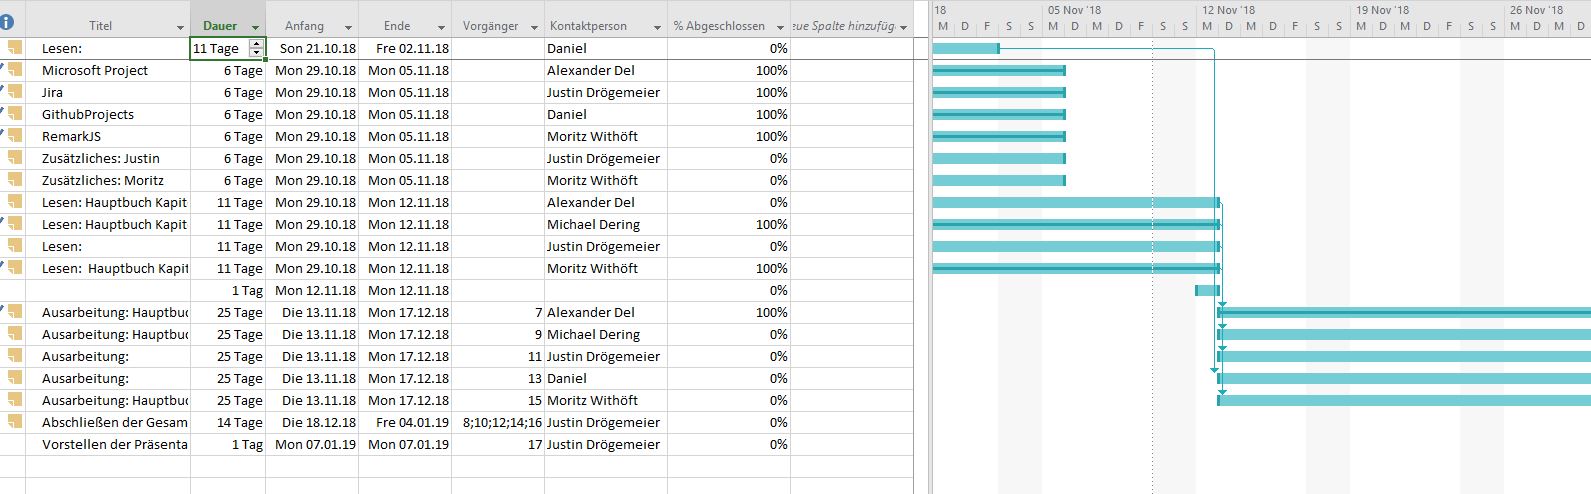 Titel Dauer Anfang Ende Vorgänger Kontaktperson % Abgeschlossen eue Spalte hinzufüg
18 05 Nov '18 12 Nov '18 19 Nov '18 26 Nov '18
M D F S S M D M D F S S M D M D F S S M D M D F S S M D M D
Lesen: 11 Tage Son 21.10.18 Fre 02.11.18 Daniel 0%
Microsoft Project 6 Tage Mon 29.10.18 Mon 05.11.18 Alexander Del 100%
Jira 6 Tage Mon 29.10.18 Mon 05.11.18 Justin Drögemeier 100%
GithubProjects 6 Tage Mon 29.10.18 Mon 05.11.18 Daniel 100%
RemarkJS 6 Tage Mon 29.10.18 Mon 05.11.18 Moritz Withöft 100%
Zusätzliches: Justin 6 Tage Mon 29.10.18 Mon 05.11.18 Justin Drögemeier 0%
Zusätzliches: Moritz 6 Tage Mon 29.10.18 Mon 05.11.18 Moritz Withöft 0%
Lesen: Hauptbuch Kapit 11 Tage Mon 29.10.18 Mon 12.11.18 Alexander Del 0%
Lesen: Hauptbuch Kapit 11 Tage Mon 29.10.18 Mon 12.11.18 Michael Dering 100%
Lesen: 11 Tage Mon 29.10.18 Mon 12.11.18 Justin Drögemeier 0%
Lesen: Hauptbuch Kapit 11 Tage Mon 29.10.18 Mon 12.11.18 Moritz Withöft 100%
1 Tag Mon 12.11.18 Mon 12.11.18 0%
Ausarbeitung: Hauptbuc 25 Tage Die 13.11.18 Mon 17.12.18 7 Alexander Del 100%
Ausarbeitung: Hauptbuc 25 Tage Die 13.11.18 Mon 17.12.18 9 Michael Dering 0%
Ausarbeitung: 25 Tage Die 13.11.18 Mon 17.12.18 11 Justin Drögemeier 0%
Ausarbeitung: 25 Tage Die 13.11.18 Mon 17.12.18 13 Daniel 0%
Ausarbeitung: Hauptbuc 25 Tage Die 13.11.18 Mon 17.12.18 15 Moritz Withöft 0%
Abschließen der Gesam 14 Tage Die 18.12.18 Fre 04.01.19 8;10;12;14;16 Justin Drögemeier 0%
Vorstellen der Präsenta 1 Tag Mon 07.01.19 Mon 07.01.19 17 Justin Drögemeier 0%